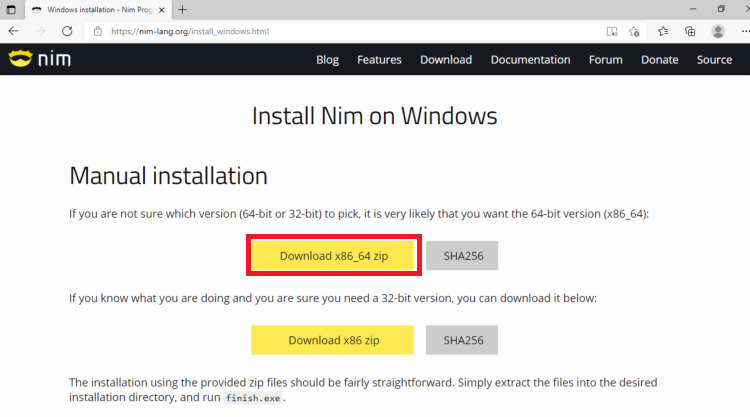 Windows installation - Nim Prog
https://nim-lang.org/install_windows.html
nim
Blog Features Download Documentation Forum Donate Source
Install Nim on Windows
Manual installation
If you are not sure which version (64-bit or 32-bit) to pick, it is very likely that you want the 64-bit version (x86_64):
Download x86_64 zip SHA256
If you know what you are doing and you are sure you need a 32-bit version, you can download it below:
Download x86 zip SHA256
The installation using the provided zip files should be fairly straightforward. Simply extract the files into the desired
installation directory, and run finish.exe.